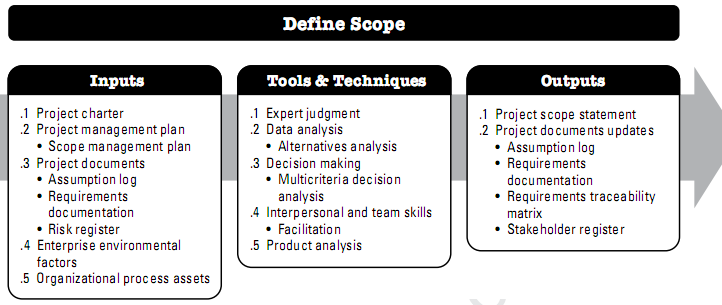 Define Scope
Inputs
.1 Project charter
.2 Project management plan
• Scope management plan
.3 Project documents
• Assumption log
• Requirements
documentation
• Risk register
.4 Enterprise environmental
factors
.5 Organizational process assets
Tools & Techniques
.1 Expert judgment
.2 Data analysis
• Alternatives analysis
.3 Decision making
• Multicriteria decision
analysis
.4 Interpersonal and team skills
• Facilitation
.5 Product analysis
Outputs
.1 Project scope statement
.2 Project documents updates
• Assumption log
• Requirements
documentation
• Requirements traceability
matrix
• Stakeholder register